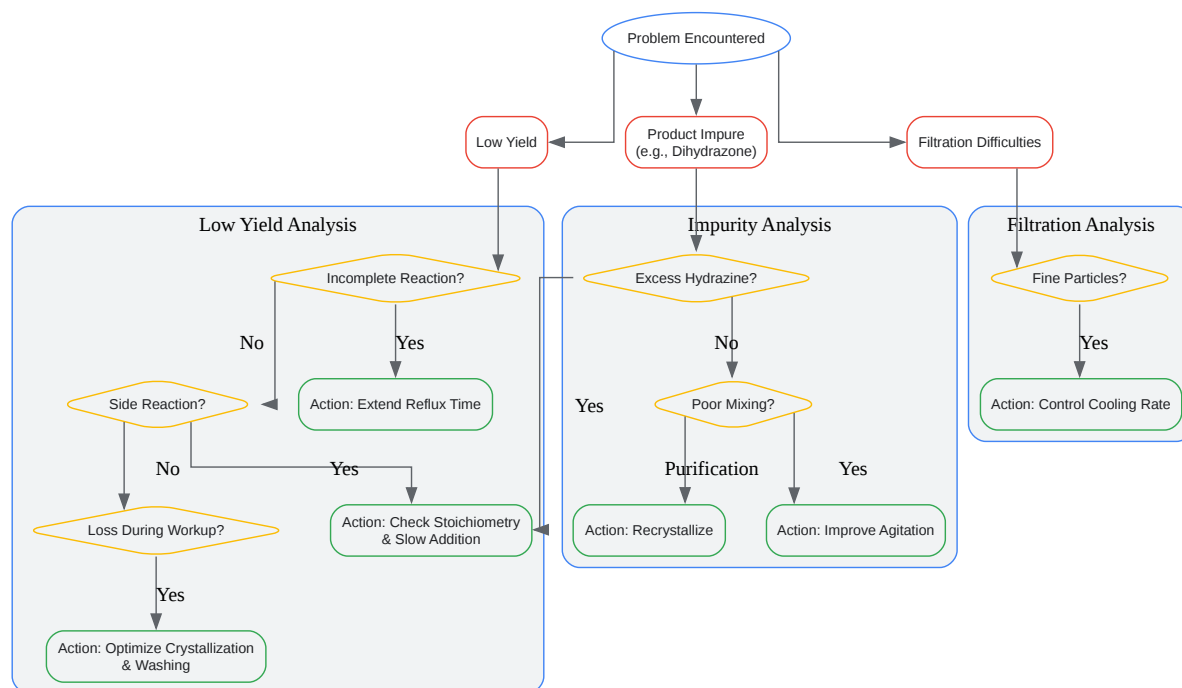 Problem Encountered
Low Yield
Product Impure
(e.g., Dihydrazone)
Filtration Difficulties
Low Yield Analysis
Impurity Analysis
Filtration Analysis
Incomplete Reaction?
Excess Hydrazine?
Fine Particles?
No
Yes
No
Yes
Side Reaction?
Action: Extend Reflux Time
Yes
Poor Mixing?
Action: Control Cooling Rate
No
Yes
Purification
Yes
Loss During Workup?
Action: Check Stoichiometry
& Slow Addition
Action: Recrystallize
Action: Improve Agitation
Yes
Action: Optimize Crystallization
& Washing